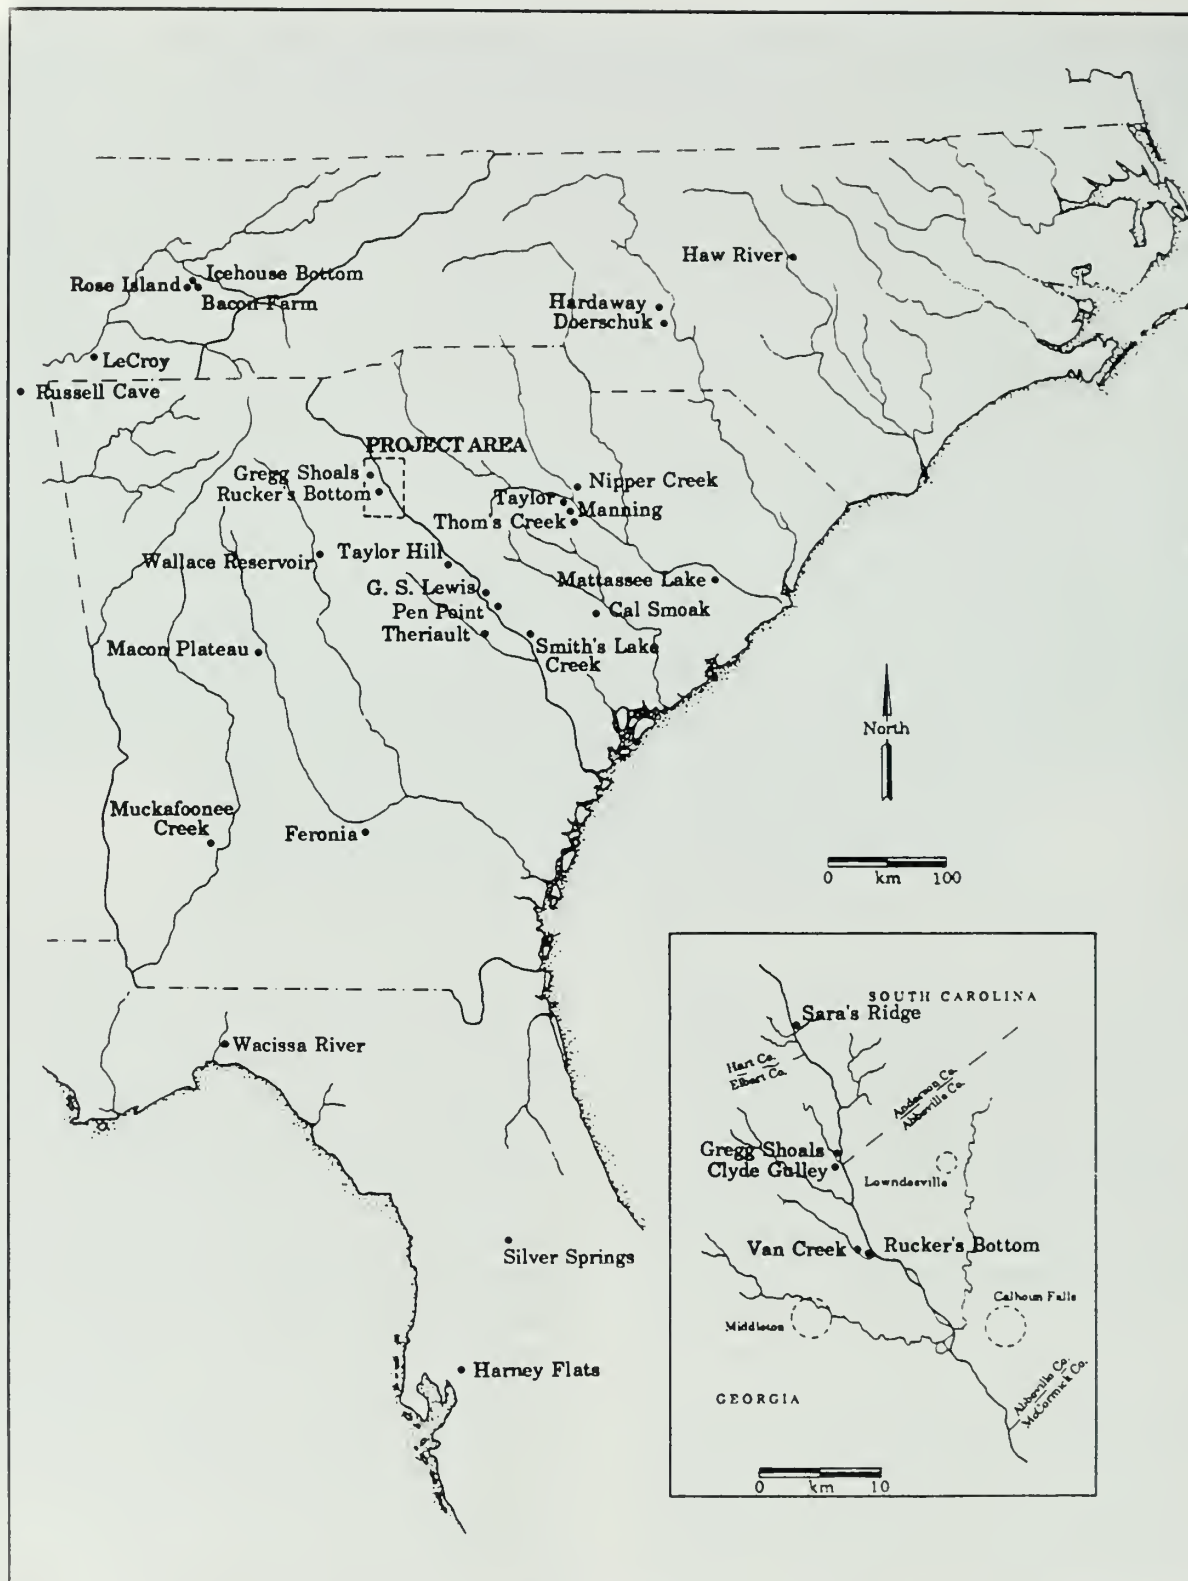 Haw River
Icehouse Bottom
Rose Island
Bacon Farm
Hardaway
Doerschuk
LeCroy
Russell Cave
PROJECT AREA
Gregg Shoals
Rucker's Bottom
Nipper Creek
Taylor
Manning
Thom's Creek
Wallace Reservoir
Taylor Hill
Mattassee Lake
G. S. Lewis
Pen Point
Cal Smoak
Theriault
Smith's Lake
Creek
Macon Plateau
North
Muckafoonee
Creek
Feronia
0 km 100
Wacissa River
Silver Springs
Harney Flats
SOUTH CAROLINA
Sara's Ridge
Hart Co.
Elbert Co.
Anderson Co.
Abbeville Co.
Gregg Shoals
Clyde Gulley
Lowndesville
Van Creek
Rucker's Bottom
Calhoun Falls
Middleton
Abbeville Co.
McCormick Co.
GEORGIA
0 km 10